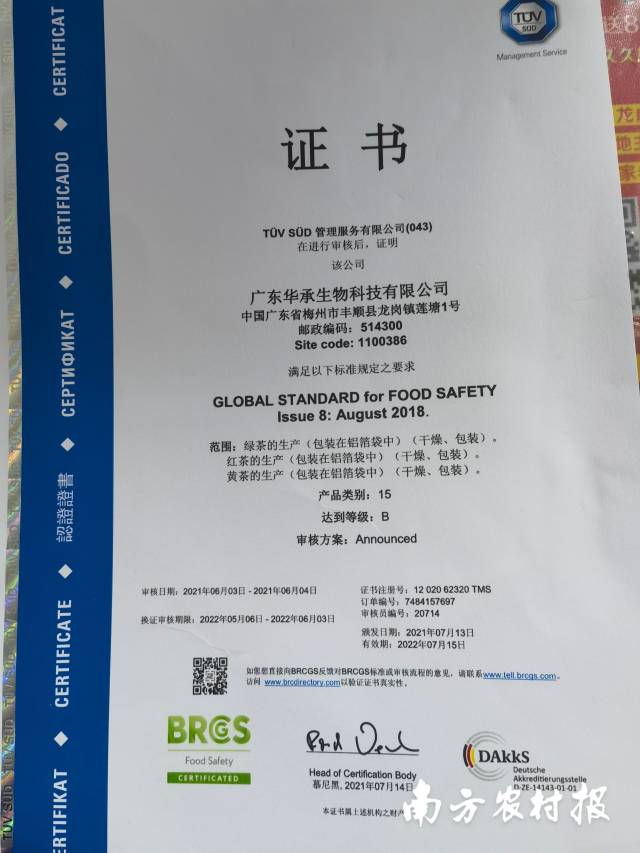 TÜV
SÜD
Management Service
证书
TÜV SÜD 管理服务有限公司(043)
在进行审核后，证明
该公司
广东华承生物科技有限公司
中国广东省梅州市丰顺县龙岗镇莲塘1号
邮政编码：514300
Site code: 1100386
满足以下标准规定之要求
GLOBAL STANDARD for FOOD SAFETY
Issue 8: August 2018.
范围：绿茶的生产（包装在铝箔袋中）（干燥、包装）。
红茶的生产（包装在铝箔袋中）（干燥、包装）。
黄茶的生产（包装在铝箔袋中）（干燥、包装）。
产品类别：15
达到等级：B
审核方案：Announced
审核日期：2021年06月03日 - 2021年06月04日
换证审核期限：2022年05月06日 - 2022年06月03日
证书注册号：12 020 62320 TMS
订单编号：7484157697
审核员编号：20714
颁发日期：2021年07月13日
有效期：2022年07月15日
如您想直接向BRCGS反馈对BRCGS标准或审核流程的意见，请联系www.tell.brcgs.com。
访问 www.brcdirectory.com以验证证书真实性。
BRCGS
Food Safety
CERTIFICATED
Head of Certification Body
慕尼黑, 2021年07月14日
本证书属上述机构之财产
DAkkS
Deutsche
Akkreditierungsstelle
D-ZE-14143-01-01
南方农村报
ZERTIFIKAT ◆ CERTIFICATE ◆ 認證證書 ◆ СЕРТИФИКАТ ◆ CERTIFICADO ◆ CERTIFICAT